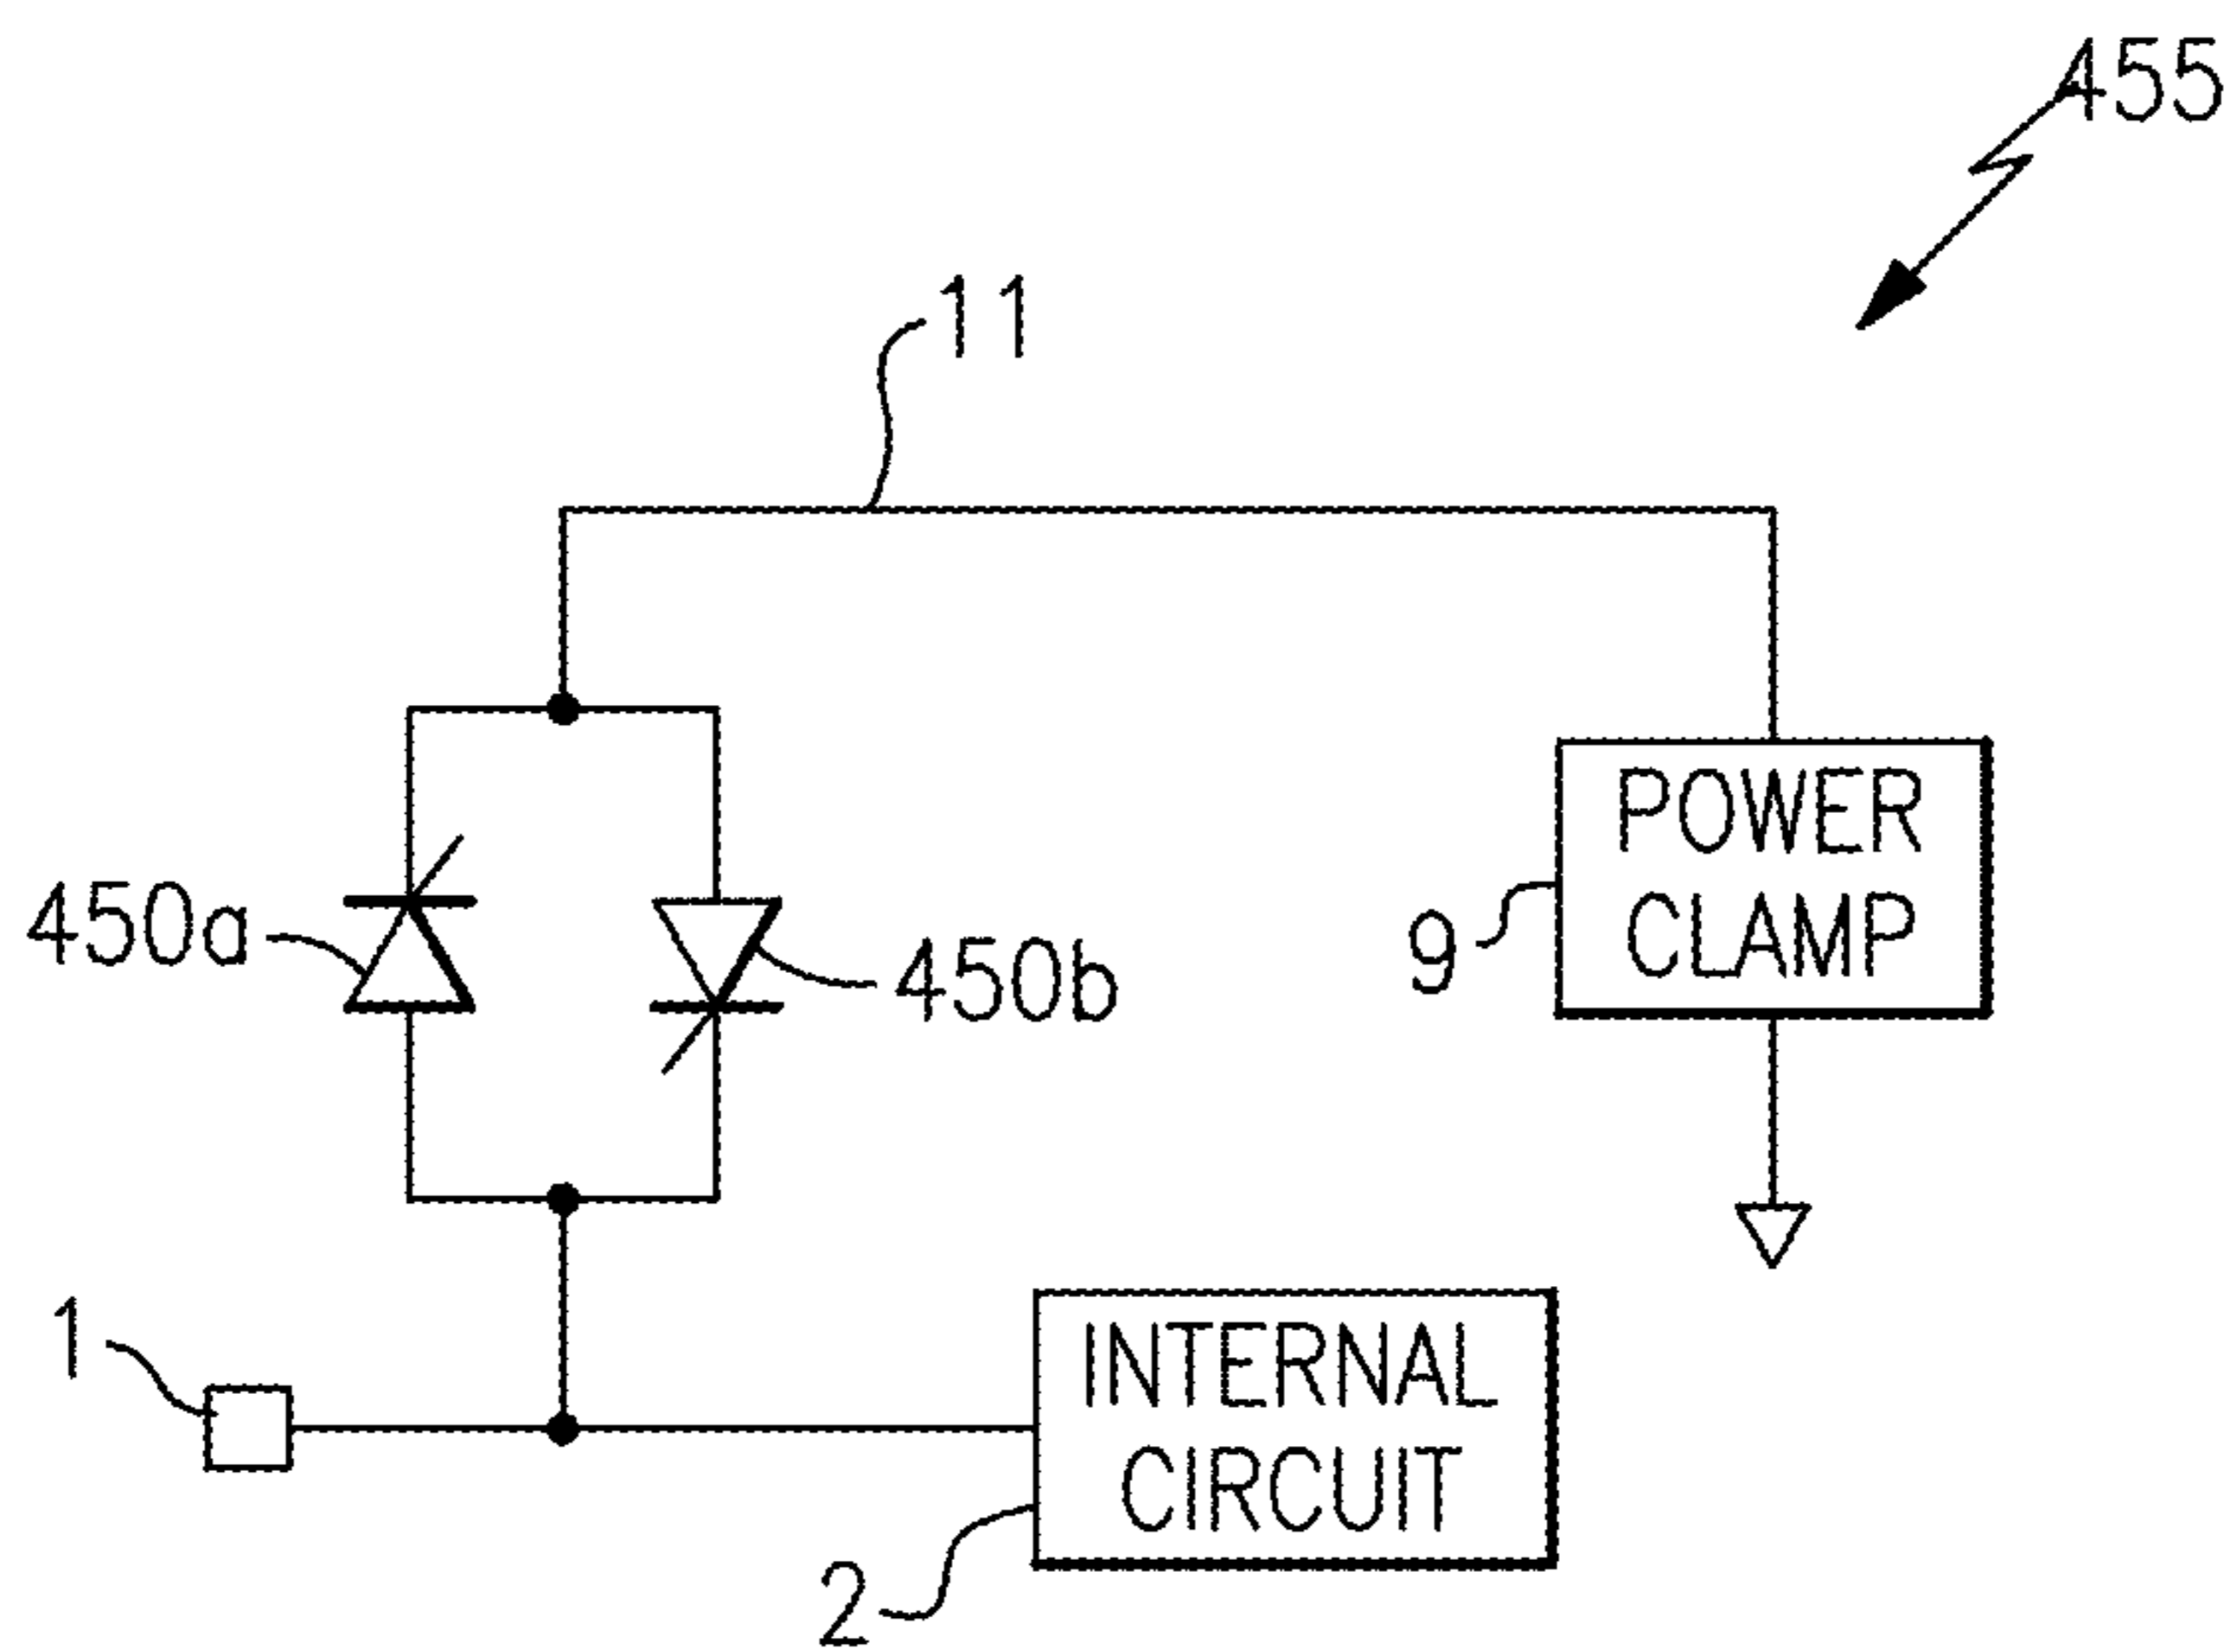 455
11
POWER
CLAMP
450a
450b
9
1
INTERNAL
CIRCUIT
2